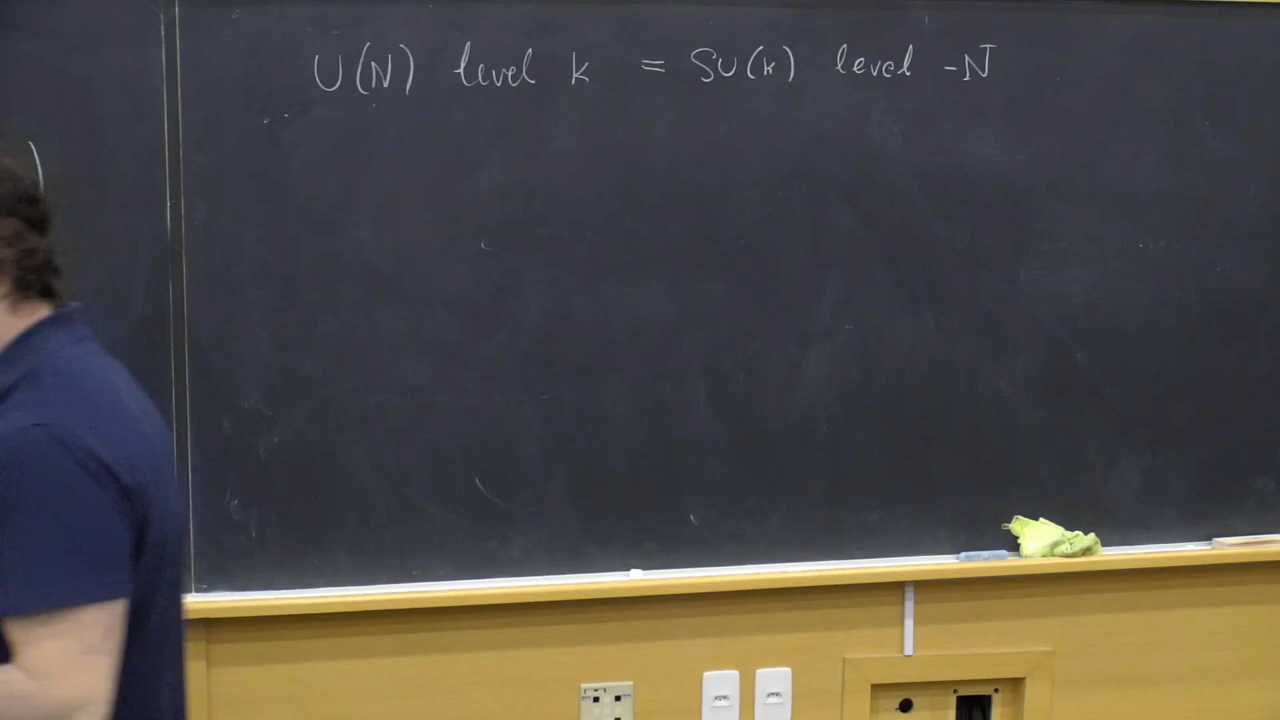 U(N) level k = SU(k) level -N